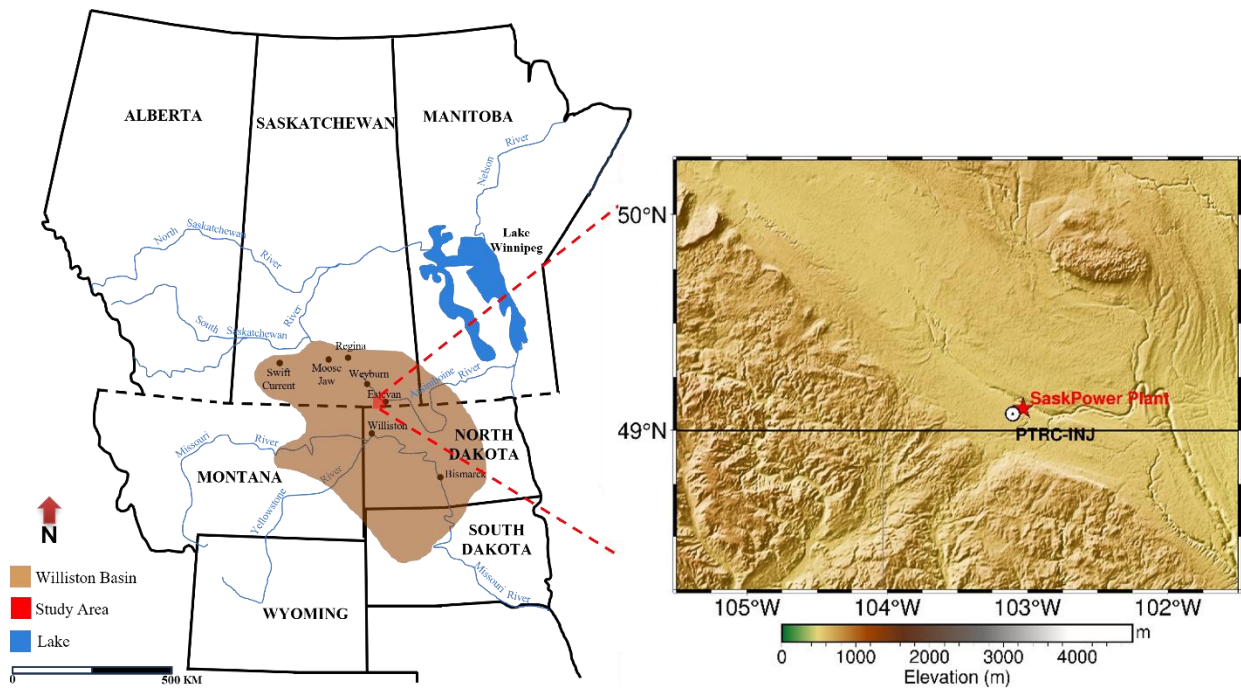 ALBERTA
SASKATCHEWAN
MANITOBA
Nelson
River
Lake
Winnipeg
North
Saskatchewan
River
South
Saskatchewan
River
Regina
Swift
Current
Moose
Jaw
Weyburn
Estevan
Assiniboine
River
Williston
Missouri
River
NORTH
DAKOTA
MONTANA
River
Yellowstone
Bismarck
SOUTH
DAKOTA
Missouri River
WYOMING
N
Williston Basin
Study Area
Lake
0
500 KM
50°N
49°N
SaskPower Plant
PTRC-INJ
105°W
104°W
103°W
102°W
m
0
1000
2000
3000
4000
Elevation (m)